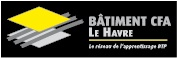 BÂTIMENT CFA
LE HAVRE
Le réseau de l'apprentissage BTP